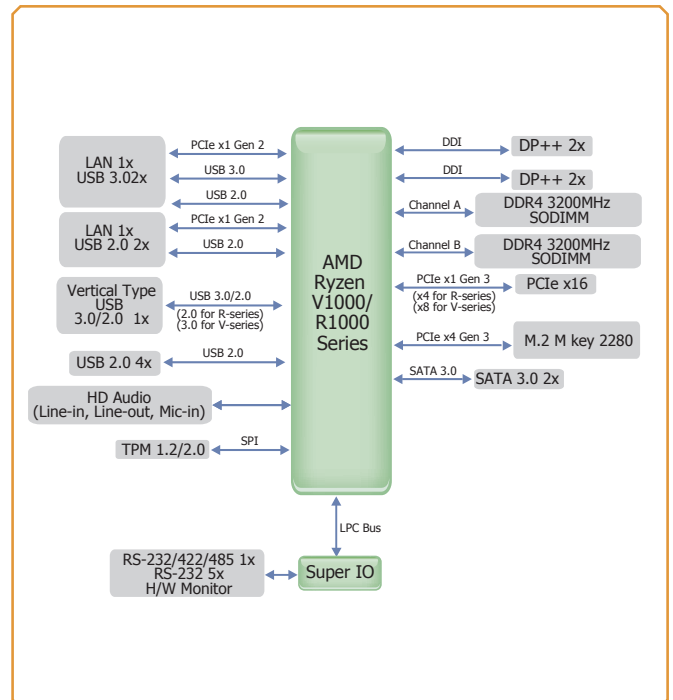 LAN 1x
USB 3.02x
PCIe x1 Gen 2
USB 3.0
USB 2.0
LAN 1x
USB 2.0 2x
PCIe x1 Gen 2
USB 2.0
Vertical Type
USB
3.0/2.0 1x
USB 3.0/2.0
(2.0 for R-series)
(3.0 for V-series)
USB 2.0 4x
USB 2.0
HD Audio
(Line-in, Line-out, Mic-in)
TPM 1.2/2.0
SPI
AMD
Ryzen
V1000/
R1000
Series
DDI
DP++ 2x
DDI
DP++ 2x
Channel A
DDR4 3200MHz
SODIMM
Channel B
DDR4 3200MHz
SODIMM
PCIe x1 Gen 3
(x4 for R-series)
(x8 for V-series)
PCIe x16
PCIe x4 Gen 3
M.2 M key 2280
SATA 3.0
SATA 3.0 2x
LPC Bus
RS-232/422/485 1x
RS-232 5x
H/W Monitor
Super IO